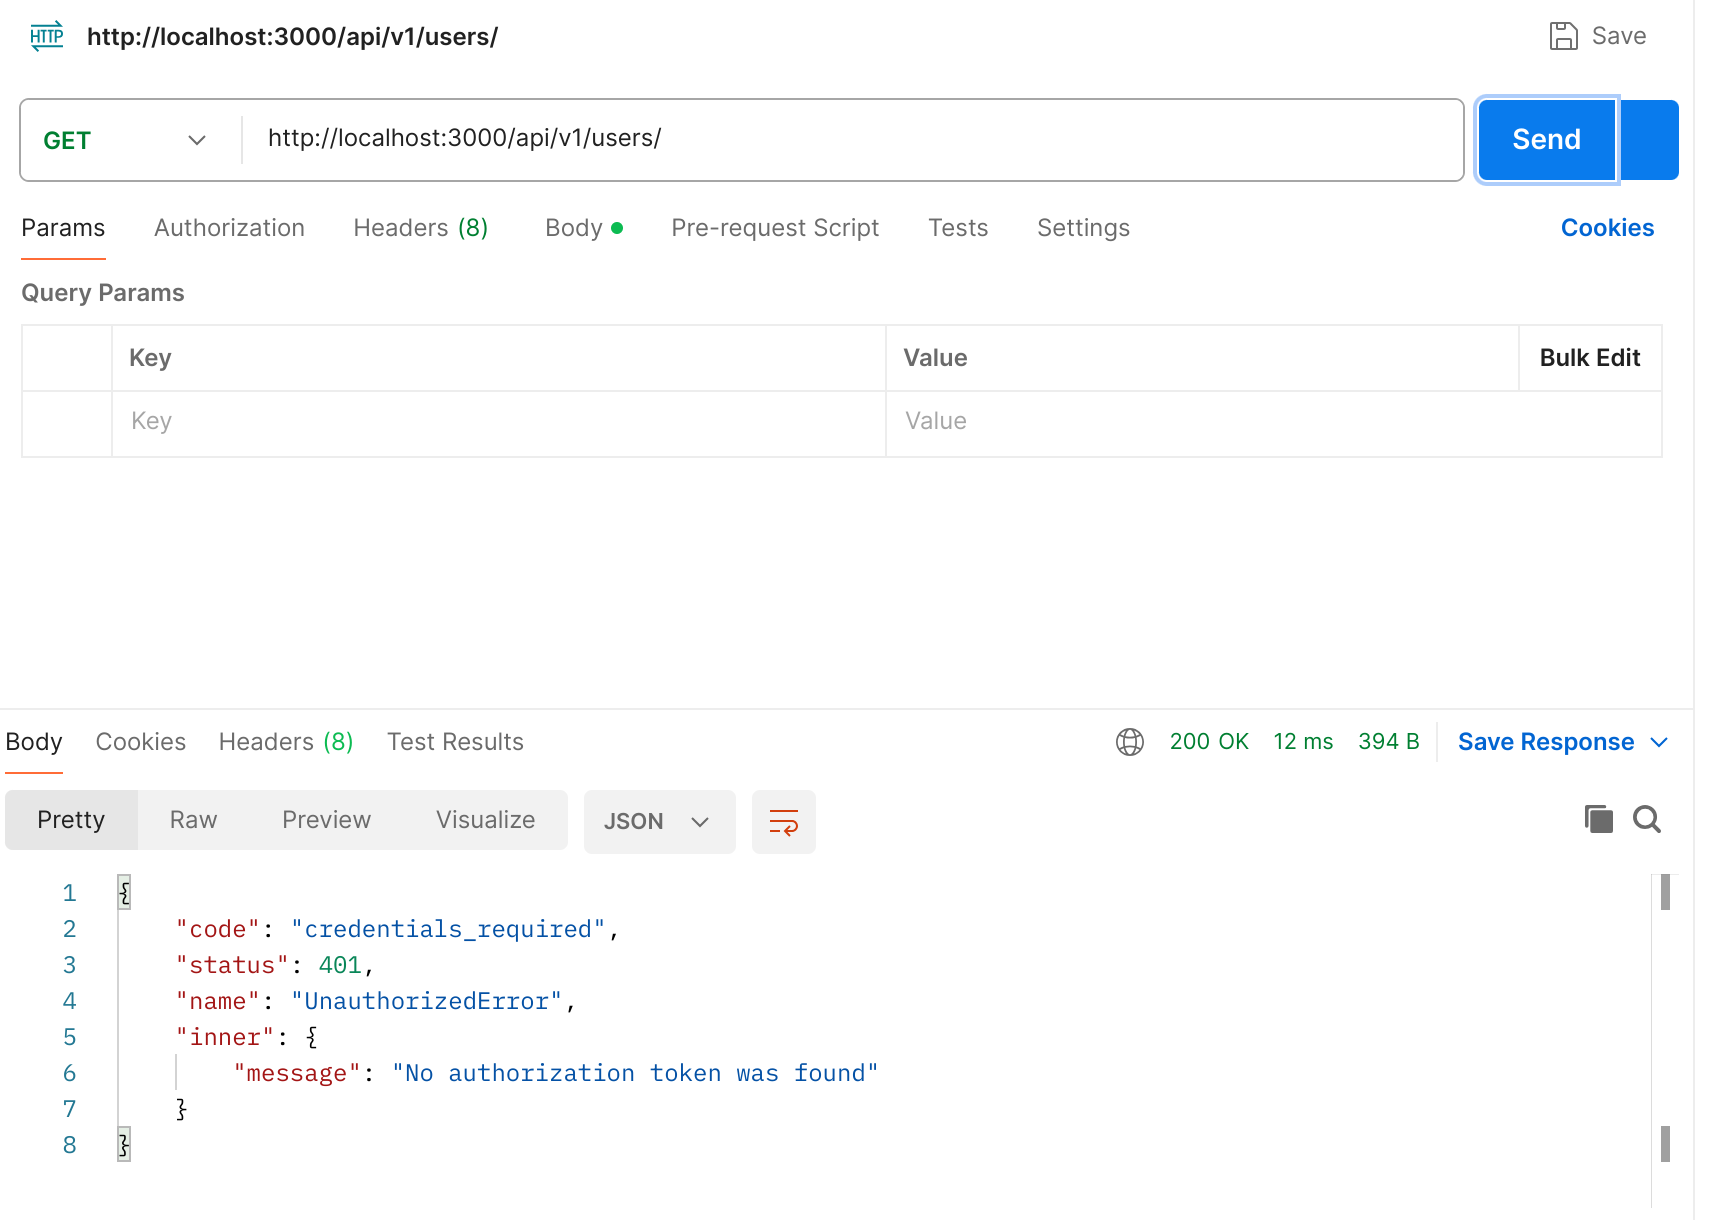 HTTP http://localhost:3000/api/v1/users/ Save
GET http://localhost:3000/api/v1/users/ Send
Params Authorization Headers (8) Body Pre-request Script Tests Settings Cookies
Query Params
Key Value Bulk Edit
Key Value
Body Cookies Headers (8) Test Results 200 OK 12 ms 394 B Save Response
Pretty Raw Preview Visualize JSON
1 {
2 "code": "credentials_required",
3 "status": 401,
4 "name": "UnauthorizedError",
5 "inner": {
6 "message": "No authorization token was found"
7 }
8 }